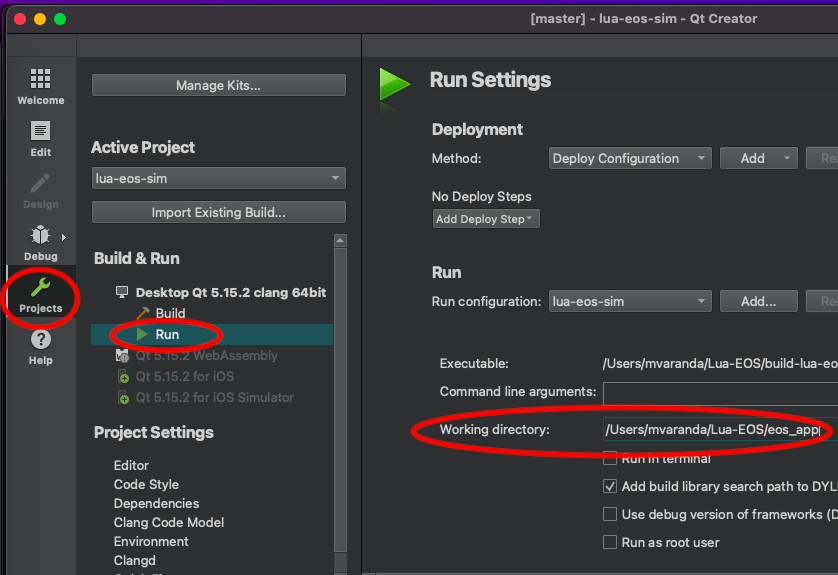 [master] - lua-eos-sim - Qt Creator
Welcome
Edit
Design
Debug
Projects
Help
Manage Kits...
Active Project
lua-eos-sim
Import Existing Build...
Build & Run
Desktop Qt 5.15.2 clang 64bit
Build
Run
Qt 5.15.2 WebAssembly
Qt 5.15.2 for iOS
Qt 5.15.2 for iOS Simulator
Project Settings
Editor
Code Style
Dependencies
Clang Code Model
Environment
Clangd
Run Settings
Deployment
Method: Deploy Configuration Add Re
No Deploy Steps
Add Deploy Step
Run
Run configuration: lua-eos-sim Add... Re
Executable: /Users/mvaranda/Lua-EOS/build-lua-eo
Command line arguments:
Working directory: /Users/mvaranda/Lua-EOS/eos_app
Run in terminal
Add build library search path to DYL
Use debug version of frameworks (D
Run as root user